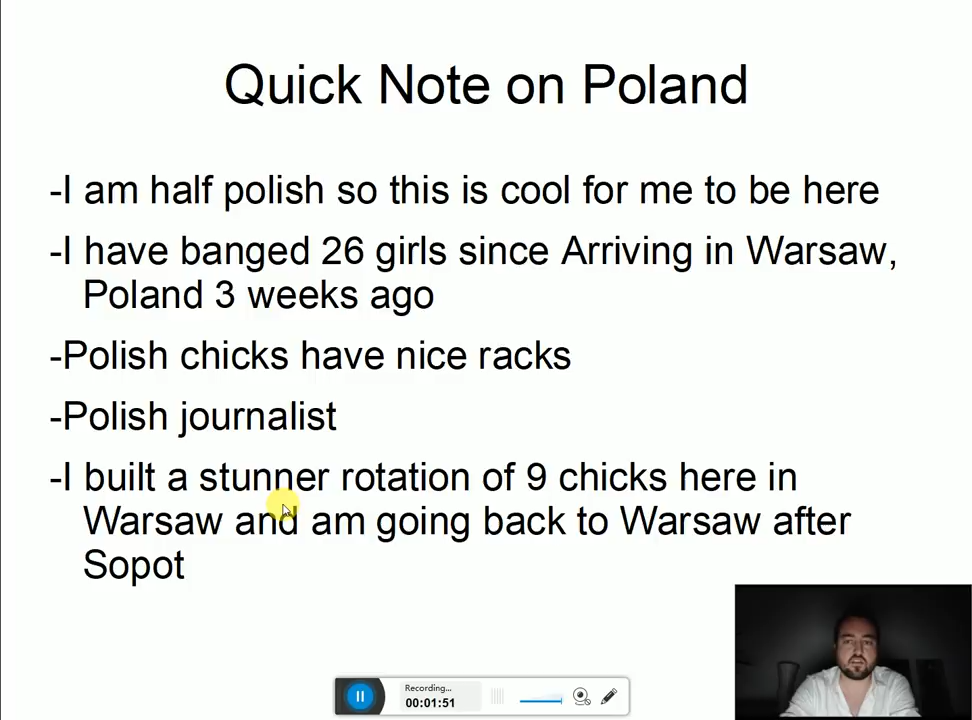 Quick Note on Poland
-I am half polish so this is cool for me to be here
-I have banged 26 girls since Arriving in Warsaw,
Poland 3 weeks ago
-Polish chicks have nice racks
-Polish journalist
-I built a stunner rotation of 9 chicks here in
Warsaw and am going back to Warsaw after
Sopot
Recording...
00:01:51